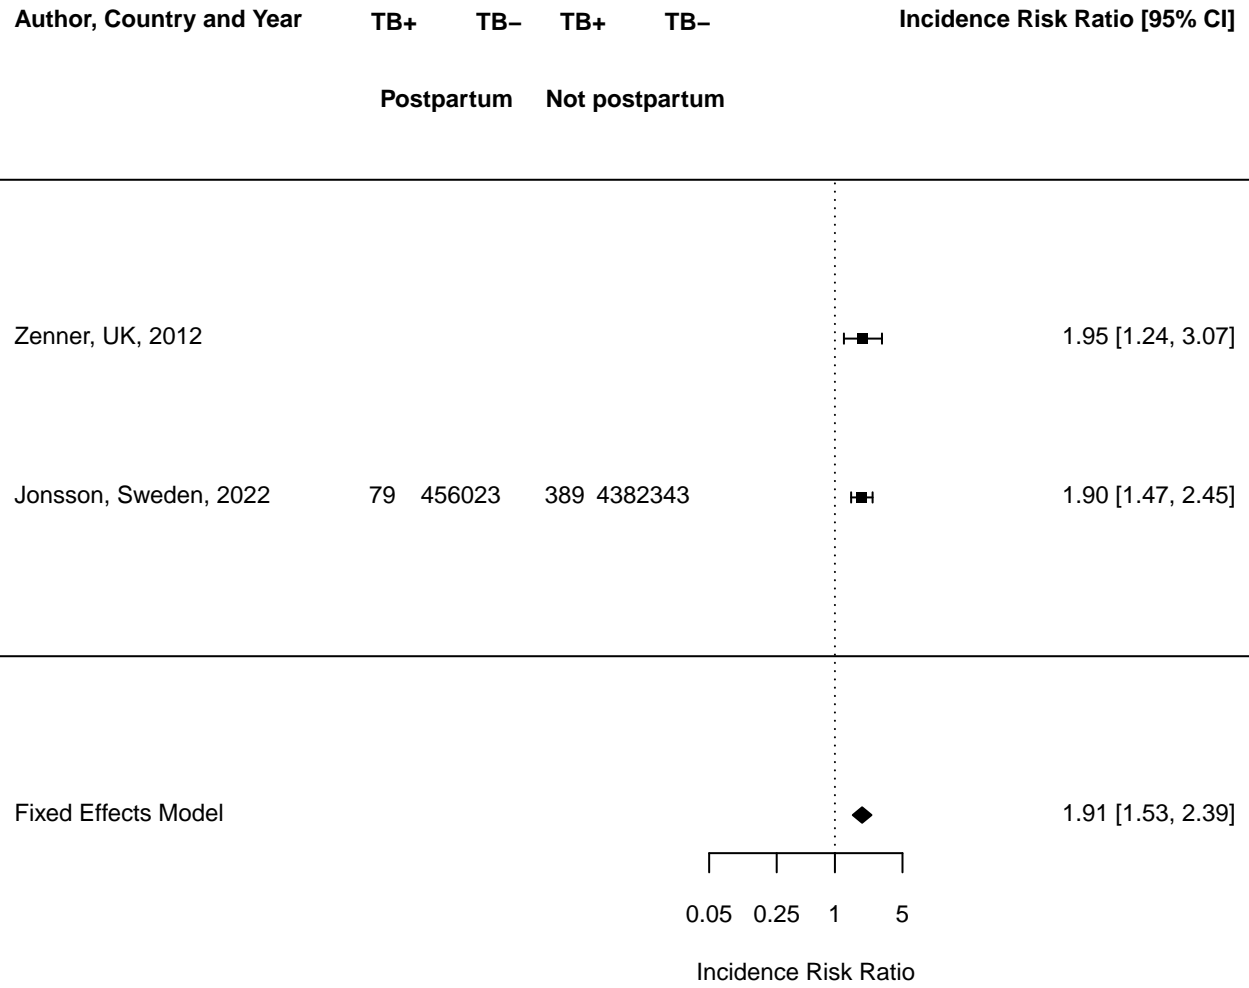 Author, Country and Year TB+ TB− TB+ TB− Incidence Risk Ratio [95% CI]
Postpartum Not postpartum
Zenner, UK, 2012 1.95 [1.24, 3.07]
Jonsson, Sweden, 2022 79 456023 389 4382343 1.90 [1.47, 2.45]
Fixed Effects Model 1.91 [1.53, 2.39]
0.05 0.25 1 5
Incidence Risk Ratio